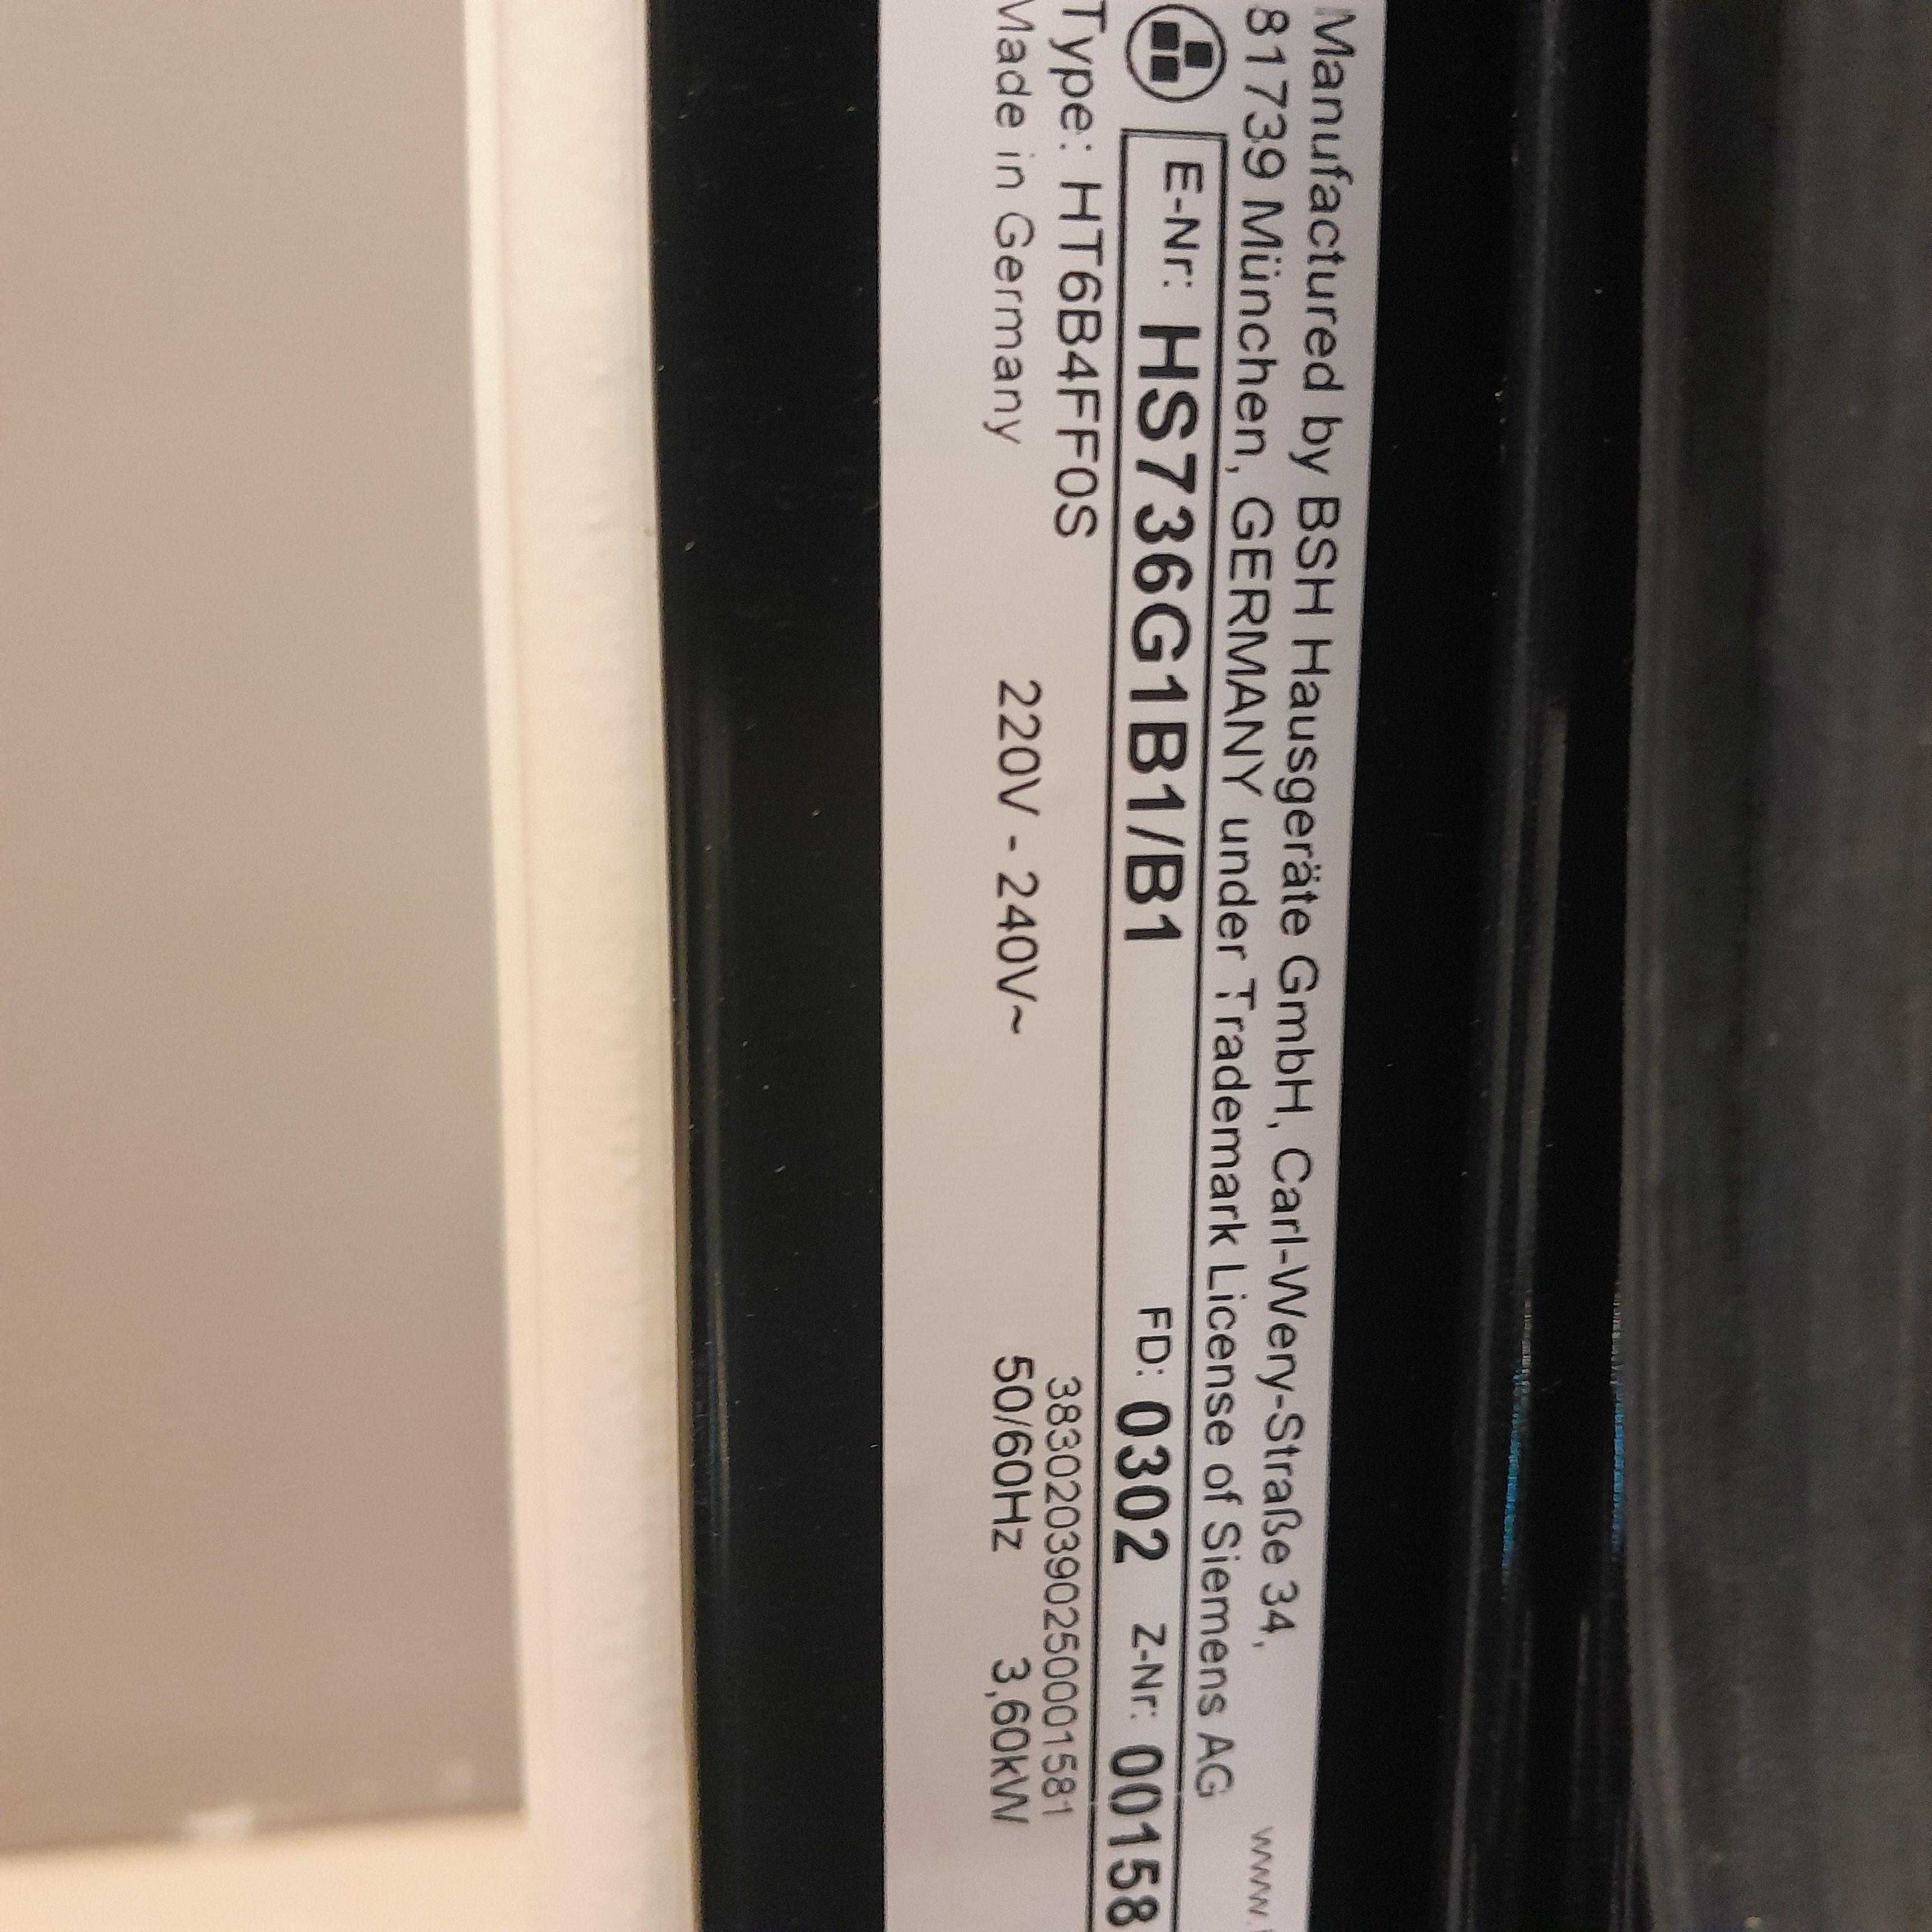 Manufactured by BSH Hausgeräte GmbH, Carl-Wery-Straße 34,
81739 München, GERMANY under Trademark License of Siemens AG
www.
E-Nr: HS736G1B1/B1 FD: 0302 Z-Nr: 00158
Type: HT6B4FF0S 383020390250001581
Made in Germany 220V - 240V~ 50/60Hz 3,60kW